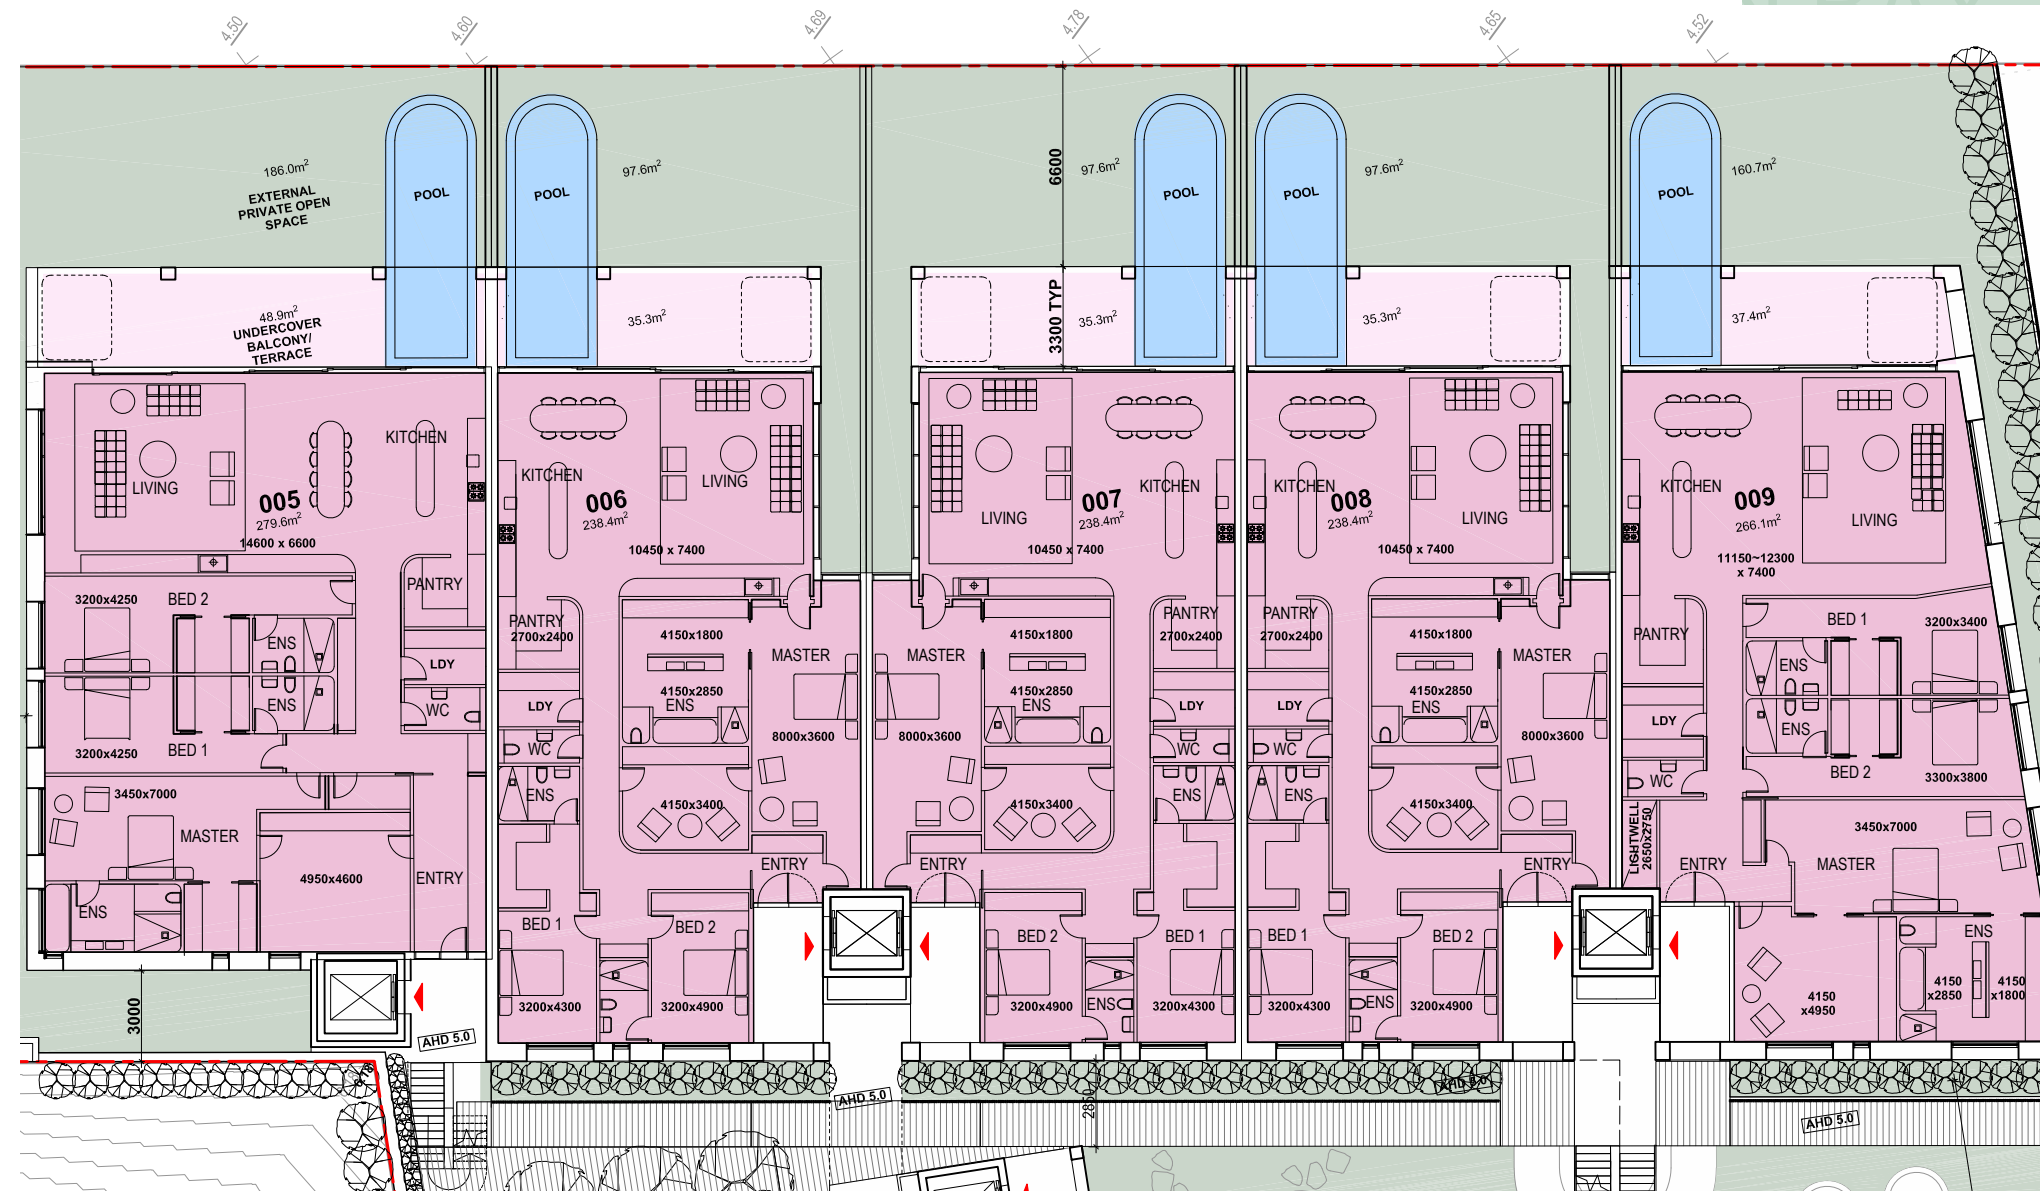 4.50
4.60
4.69
4.78
4.65
4.52
186.0m²
EXTERNAL
PRIVATE OPEN
SPACE
POOL
POOL
97.6m²
6600
97.6m²
POOL
POOL
97.6m²
POOL
160.7m²
48.9m²
UNDERCOVER
BALCONY/
TERRACE
35.3m²
3300 TYP
35.3m²
35.3m²
37.4m²
LIVING
005
279.6m²
14600 x 6600
KITCHEN
PANTRY
3200x4250
BED 2
ENS
LDY
ENS
WC
3200x4250
BED 1
3450x7000
MASTER
4950x4600
ENTRY
ENS
3000
AHD 5.0
KITCHEN
006
238.4m²
LIVING
10450 x 7400
PANTRY
2700x2400
4150x1800
MASTER
4150x2850
ENS
LDY
WC
8000x3600
ENS
4150x3400
ENTRY
BED 1
BED 2
3200x4300
3200x4900
LIVING
007
238.4m²
KITCHEN
10450 x 7400
MASTER
4150x1800
PANTRY
2700x2400
4150x2850
ENS
LDY
8000x3600
WC
4150x3400
ENS
ENTRY
BED 2
BED 1
3200x4900
ENS
3200x4300
AHD 5.0
2850
KITCHEN
008
238.4m²
LIVING
10450 x 7400
PANTRY
2700x2400
4150x1800
MASTER
4150x2850
ENS
LDY
WC
8000x3600
ENS
4150x3400
ENTRY
BED 1
BED 2
3200x4300
ENS
3200x4900
AHD 5.0
KITCHEN
009
266.1m²
LIVING
11150~12300
x 7400
PANTRY
BED 1
3200x3400
ENS
LDY
ENS
WC
BED 2
3300x3800
LIGHTWELL
2650x2750
3450x7000
ENTRY
MASTER
ENS
4150
x4950
4150
x2850
4150
x1800
AHD 5.0